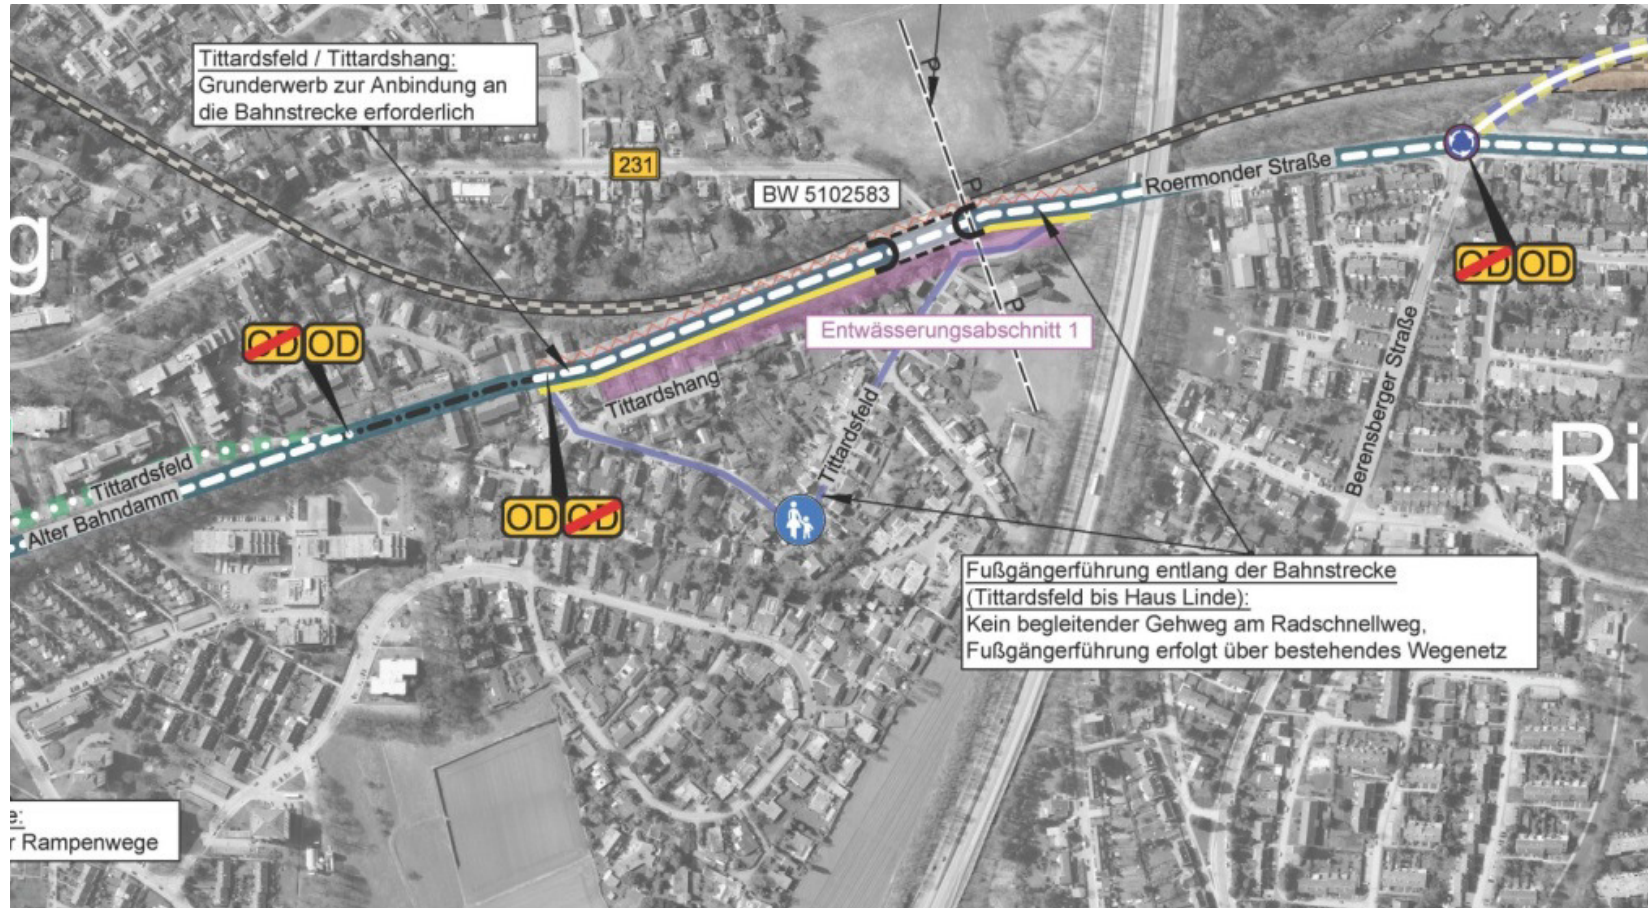 Tittardsfeld / Tittardshang:
Grunderwerb zur Anbindung an
die Bahnstrecke erforderlich
231
BW 5102583
P
P
P
Roermonder Straße
OD OD
g
OD OD
Entwässerungsabschnitt 1
Berensberger Straße
Tittardshang
Tittardsfeld
Ri
Tittardsfeld
Alter Bahndamm
OD OD
Fußgängerführung entlang der Bahnstrecke
(Tittardsfeld bis Haus Linde):
Kein begleitender Gehweg am Radschnellweg,
Fußgängerführung erfolgt über bestehendes Wegenetz
e:
r Rampenwege